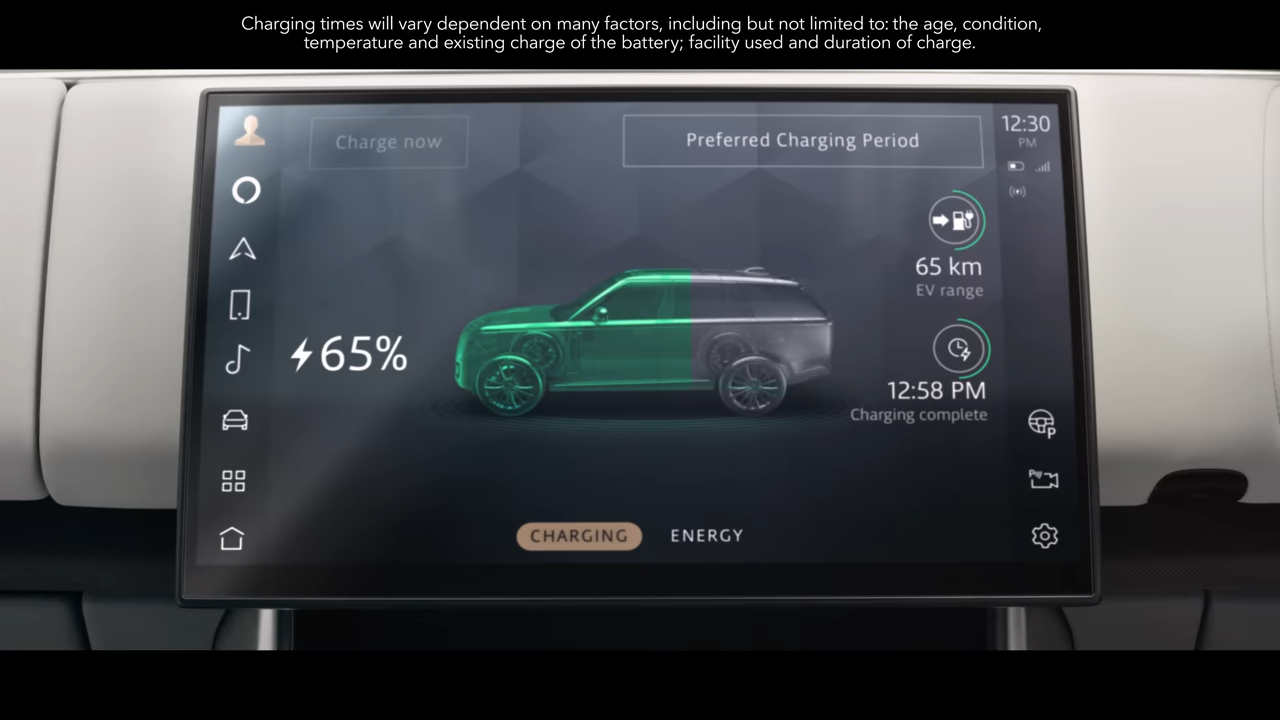 Charging times will vary dependent on many factors, including but not limited to: the age, condition,
temperature and existing charge of the battery; facility used and duration of charge.
Charge now
Preferred Charging Period
12:30
PM
65 km
EV range
65%
12:58 PM
Charging complete
P
P
CHARGING
ENERGY